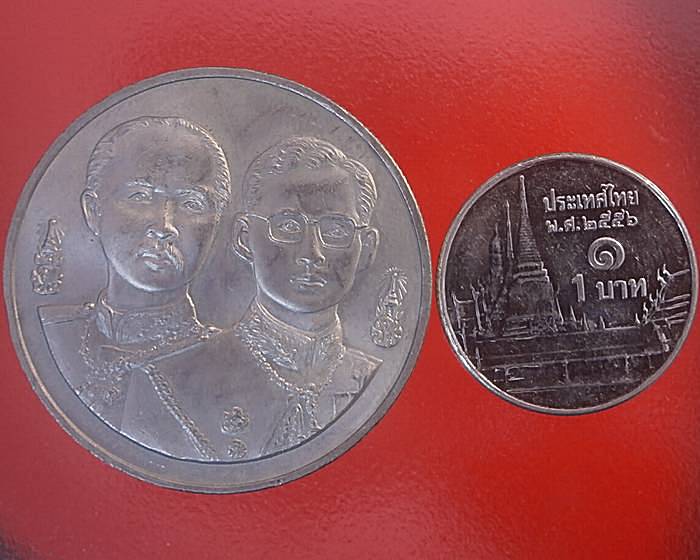 ประเทศไทย
พ.ศ.๒๕๕๖
๑
1 บาท